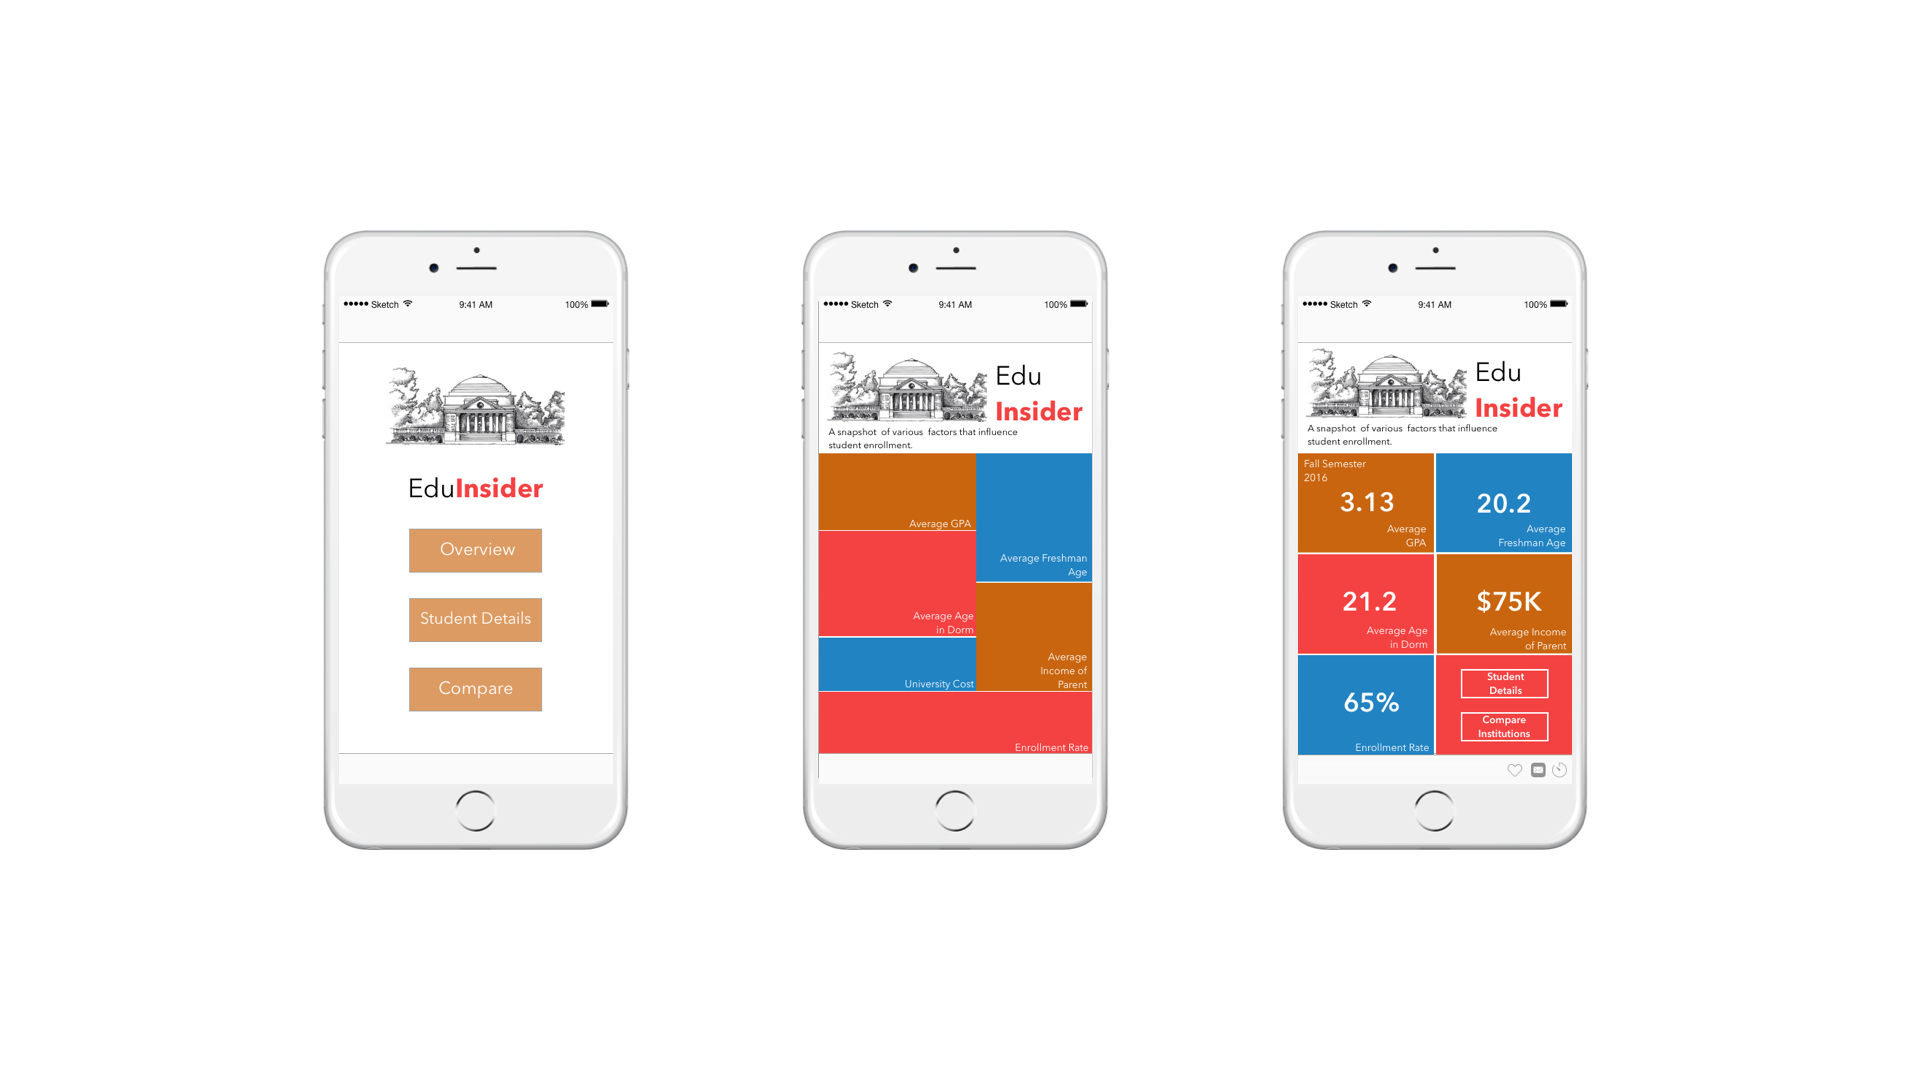 Sketch 9:41 AM 100%
EduInsider
Overview
Student Details
Compare
Sketch 9:41 AM 100%
Edu
Insider
A snapshot of various factors that influence
student enrollment.
Average GPA
Average Freshman
Age
Average Age
in Dorm
Average
Income of
Parent
University Cost
Enrollment Rate
Sketch 9:41 AM 100%
Edu
Insider
A snapshot of various factors that influence
student enrollment.
Fall Semester
2016
3.13
Average
GPA
20.2
Average
Freshman Age
21.2
Average Age
in Dorm
$75K
Average Income
of Parent
65%
Enrollment Rate
Student
Details
Compare
Institutions